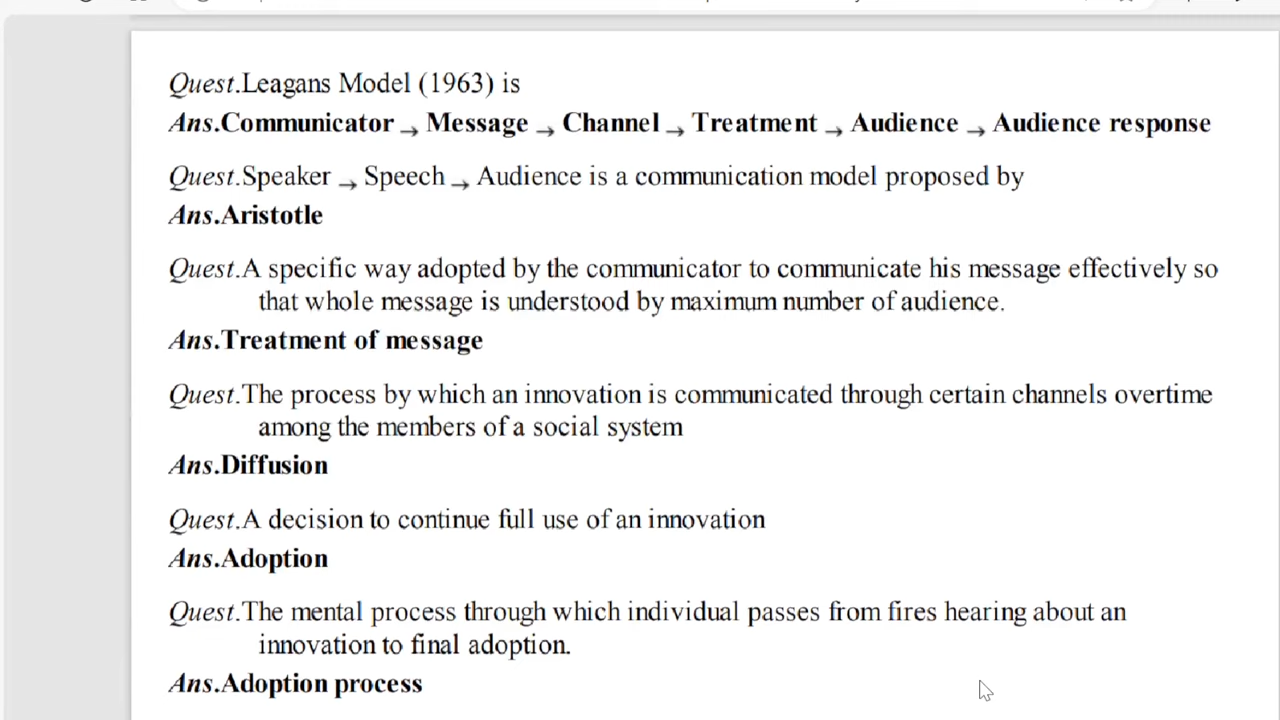 Quest.Leagans Model (1963) is
Ans.Communicator → Message → Channel → Treatment → Audience → Audience response
Quest.Speaker → Speech → Audience is a communication model proposed by
Ans.Aristotle
Quest.A specific way adopted by the communicator to communicate his message effectively so
that whole message is understood by maximum number of audience.
Ans.Treatment of message
Quest.The process by which an innovation is communicated through certain channels overtime
among the members of a social system
Ans.Diffusion
Quest.A decision to continue full use of an innovation
Ans.Adoption
Quest.The mental process through which individual passes from fires hearing about an
innovation to final adoption.
Ans.Adoption process